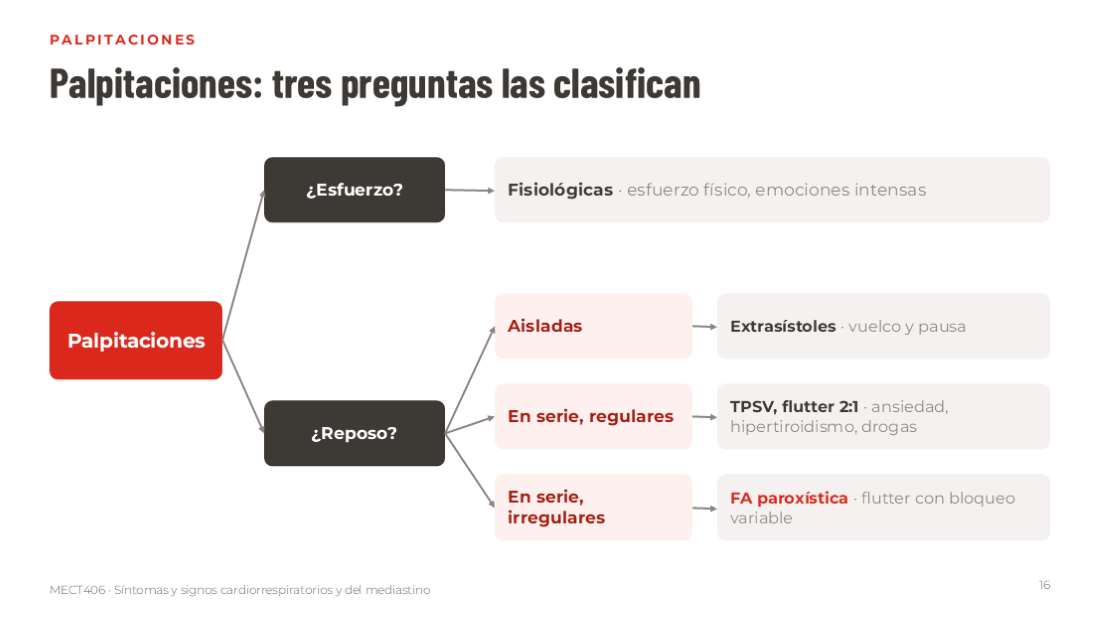 PALPITACIONES
Palpitaciones: tres preguntas las clasifican
¿Esfuerzo?
Fisiológicas · esfuerzo físico, emociones intensas
Palpitaciones
¿Reposo?
Aisladas
Extrasístoles · vuelco y pausa
En serie, regulares
TPSV, flutter 2:1 · ansiedad,
hipertiroidismo, drogas
En serie,
irregulares
FA paroxística · flutter con bloqueo
variable
MECT406 · Síntomas y signos cardiorrespiratorios y del mediastino
16